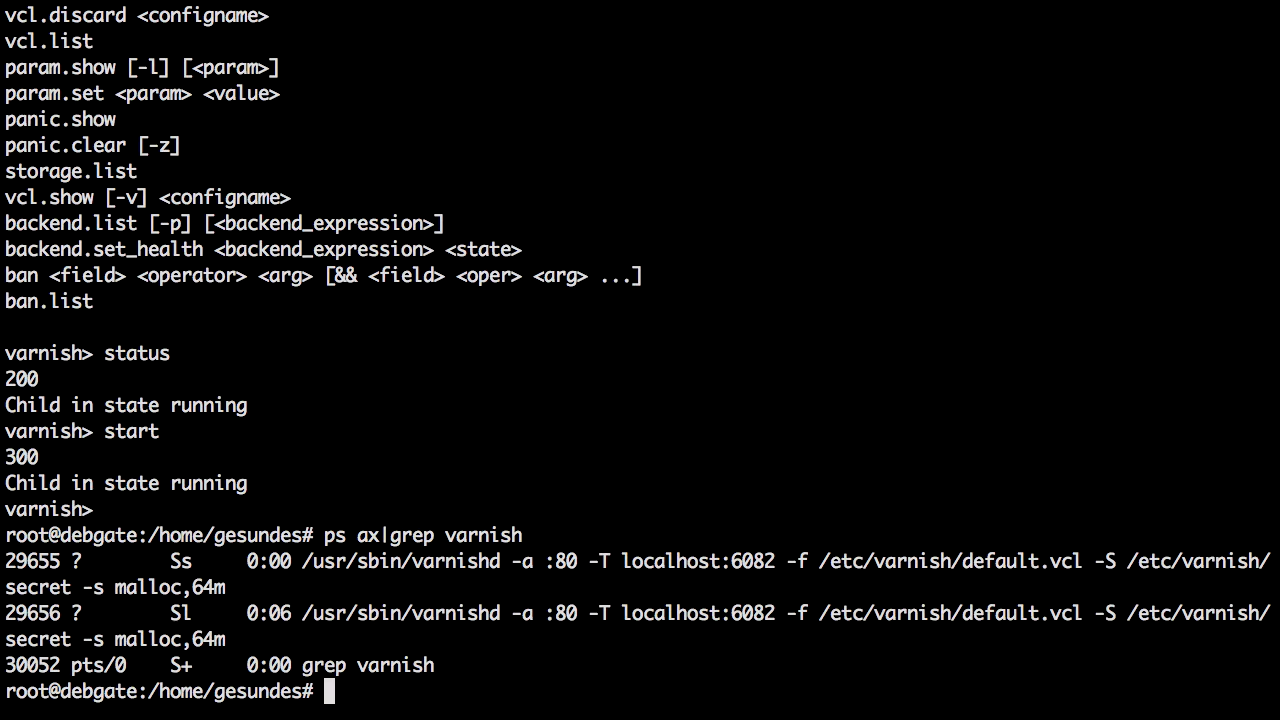 vcl.discard <configname>
vcl.list
param.show [-l] [<param>]
param.set <param> <value>
panic.show
panic.clear [-z]
storage.list
vcl.show [-v] <configname>
backend.list [-p] [<backend_expression>]
backend.set_health <backend_expression> <state>
ban <field> <operator> <arg> [&& <field> <oper> <arg> ...]
ban.list
varnish> status
200
Child in state running
varnish> start
300
Child in state running
varnish>
root@debgate:/home/gesundes# ps ax|grep varnish
29655 ?        Ss     0:00 /usr/sbin/varnishd -a :80 -T localhost:6082 -f /etc/varnish/default.vcl -S /etc/varnish/
secret -s malloc,64m
29656 ?        Sl     0:06 /usr/sbin/varnishd -a :80 -T localhost:6082 -f /etc/varnish/default.vcl -S /etc/varnish/
secret -s malloc,64m
30052 pts/0    S+     0:00 grep varnish
root@debgate:/home/gesundes#